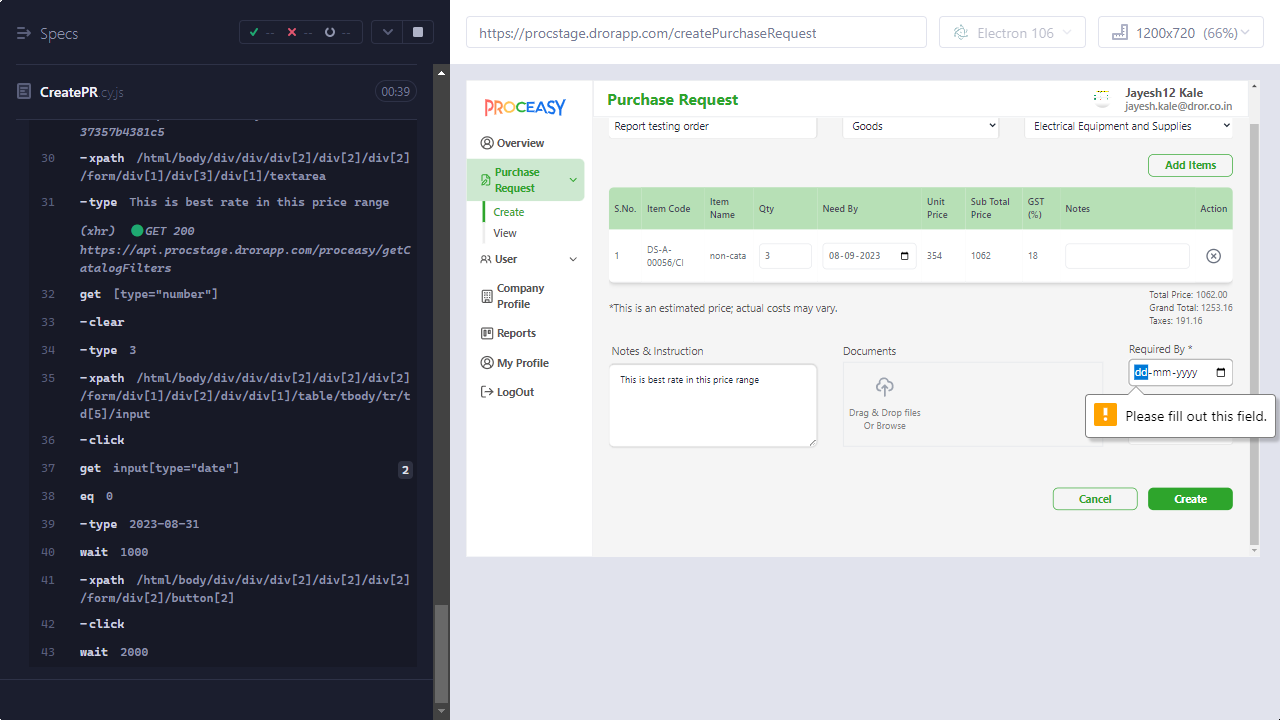 Specs
-- -- --
CreatePR.cy.js
00:39
37357b4381c5
30 -xpath /html/body/div/div/div[2]/div[2]/div[2]
/form/div[1]/div[3]/div[1]/textarea
31 -type This is best rate in this price range
(xhr) GET 200
https://api.procstage.drorapp.com/proceasy/getC
atalogFilters
32 get [type="number"]
33 -clear
34 -type 3
35 -xpath /html/body/div/div/div[2]/div[2]/div[2]
/form/div[1]/div[2]/div/div[1]/table/tbody/tr/t
d[5]/input
36 -click
37 get input[type="date"] 2
38 eq 0
39 -type 2023-08-31
40 wait 1000
41 -xpath /html/body/div/div/div[2]/div[2]/div[2]
/form/div[2]/button[2]
42 -click
43 wait 2000
https://procstage.drorapp.com/createPurchaseRequest
Electron 106
1200x720 (66%)
PROCEASY
Overview
Purchase
Request
Create
View
User
Company
Profile
Reports
My Profile
LogOut
Purchase Request
Jayesh12 Kale
jayesh.kale@dror.co.in
Report testing order
Goods
Electrical Equipment and Supplies
Add Items
S.No. Item Code Item Name Qty Need By Unit Price Sub Total Price GST (%) Notes Action
1 DS-A-00056/CI non-cata 3 08-09-2023 354 1062 18
*This is an estimated price; actual costs may vary.
Total Price: 1062.00
Grand Total: 1253.16
Taxes: 191.16
Notes & Instruction
This is best rate in this price range
Documents
Drag & Drop files
Or Browse
Required By *
dd-mm-yyyy
Please fill out this field.
Cancel
Create